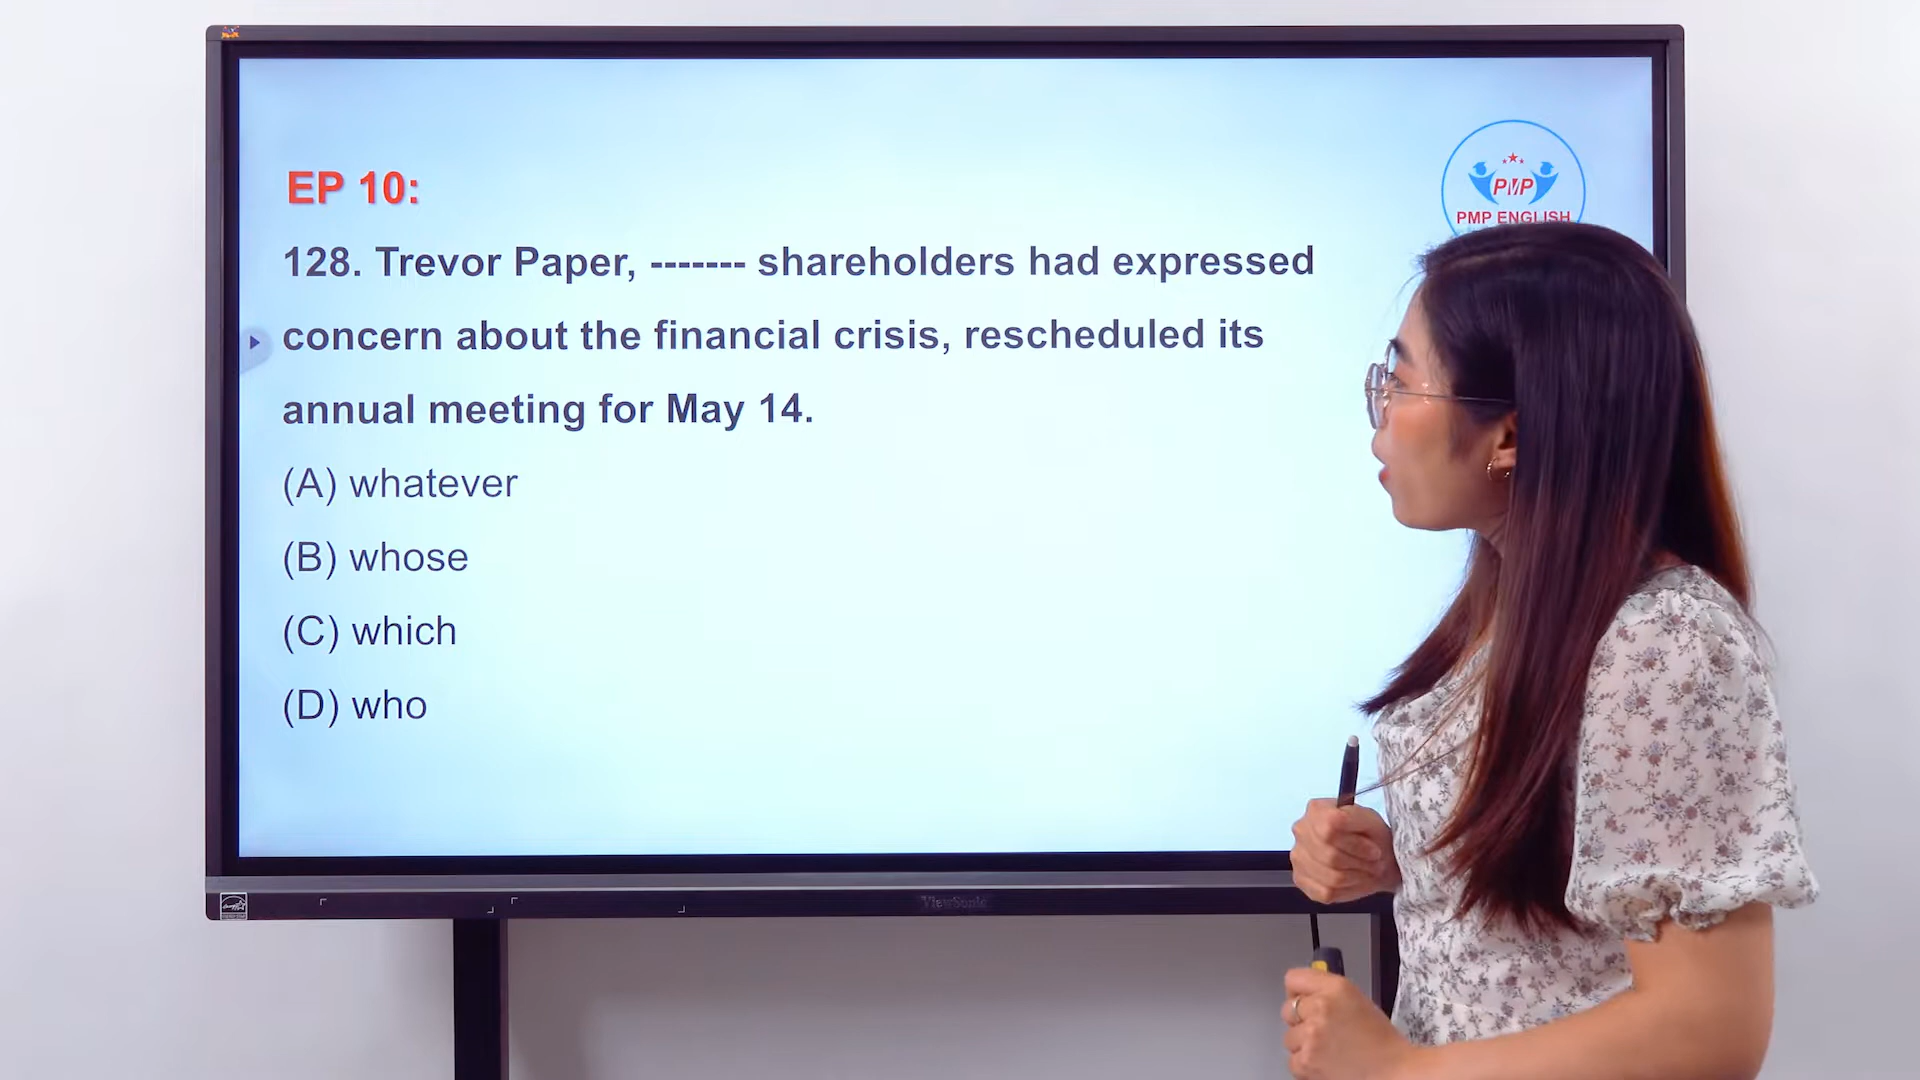 EP 10:
PMP
PMP ENGLISH
128. Trevor Paper, ------- shareholders had expressed
concern about the financial crisis, rescheduled its
annual meeting for May 14.
(A) whatever
(B) whose
(C) which
(D) who
ViewSonic